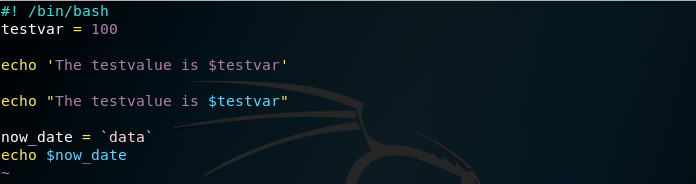 #! /bin/bash
testvar = 100
echo 'The testvalue is $testvar'
echo "The testvalue is $testvar"
now_date = `data`
echo $now_date
~